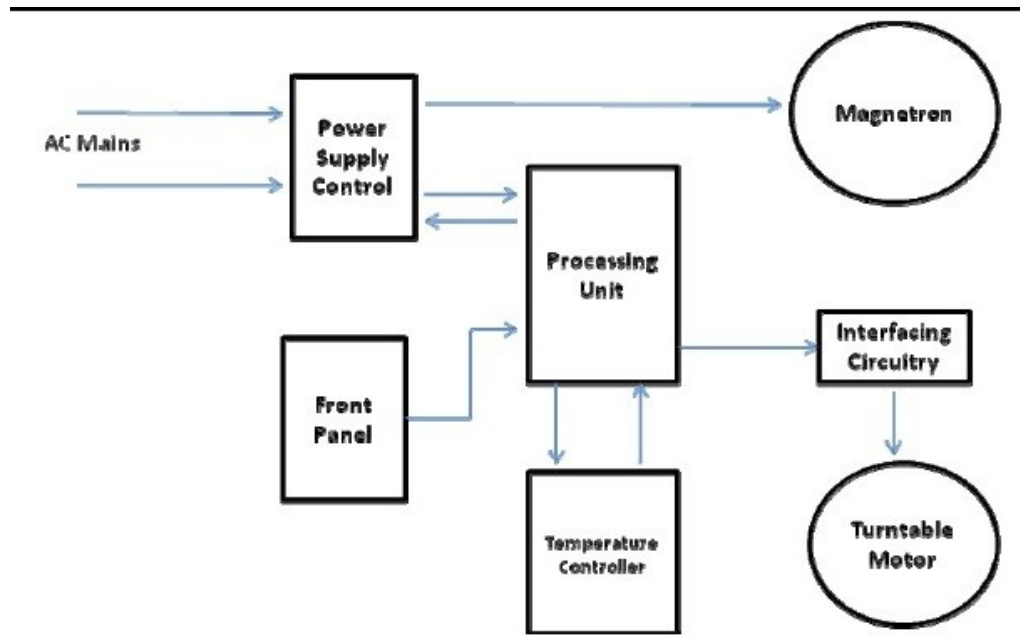 AC Mains
Power
Supply
Control
Magnetron
Processing
Unit
Front
Panel
Interfacing
Circuitry
Temperature
Controller
Turntable
Motor